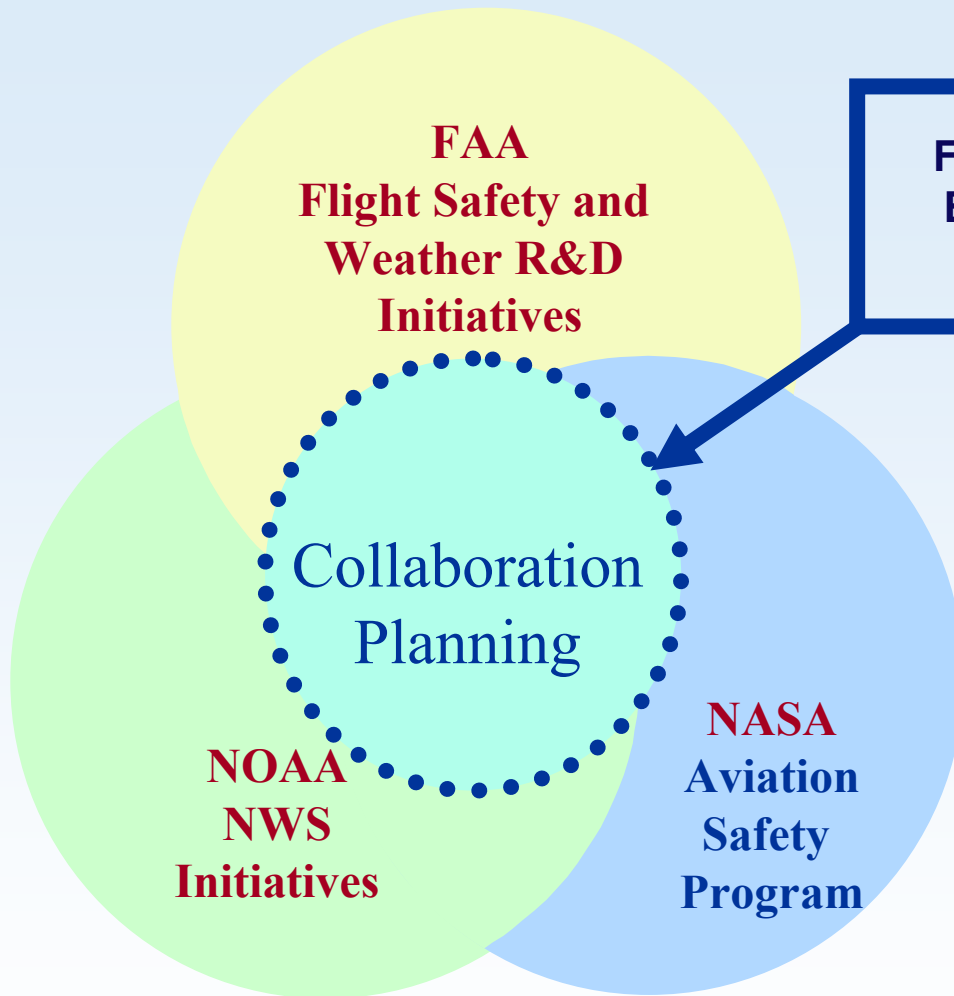 FAA
Flight Safety and
Weather R&D
Initiatives
Collaboration
Planning
NOAA
NWS
Initiatives
NASA
Aviation
Safety
Program